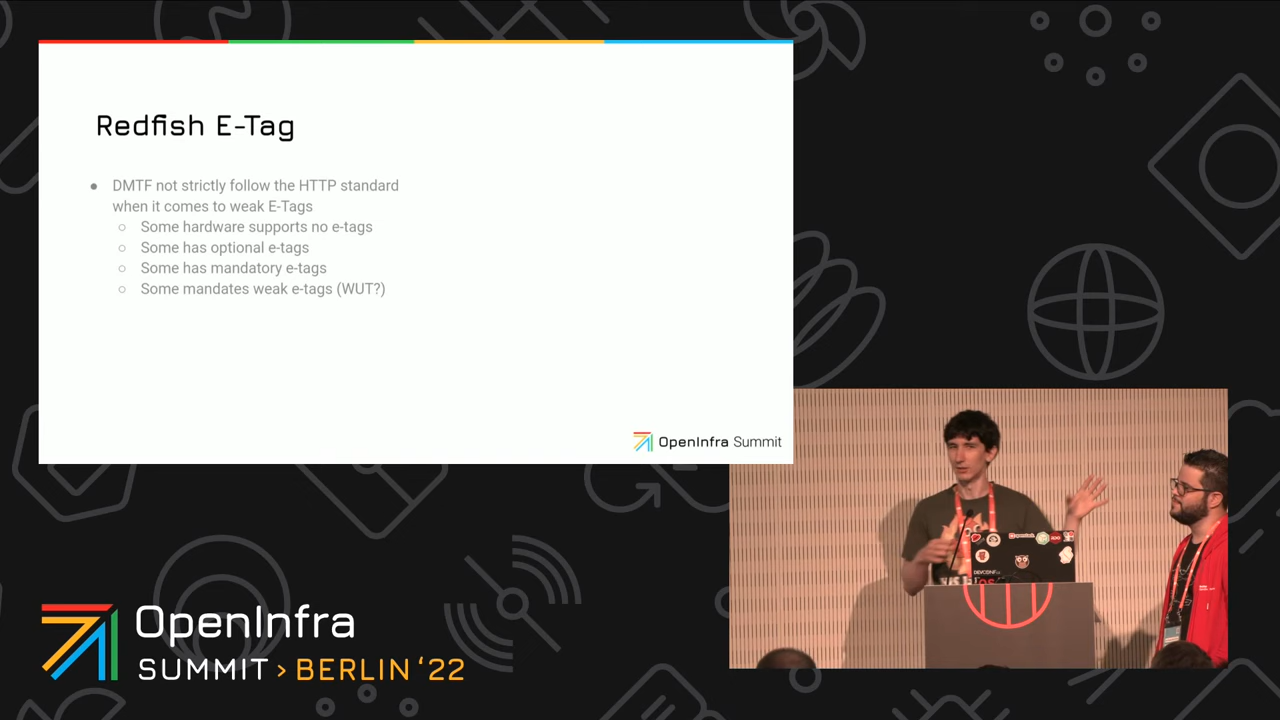 Redfish E-Tag
● DMTF not strictly follow the HTTP standard
when it comes to weak E-Tags
○ Some hardware supports no e-tags
○ Some has optional e-tags
○ Some has mandatory e-tags
○ Some mandates weak e-tags (WUT?)
OpenInfra Summit
OpenInfra
SUMMIT > BERLIN ‘22